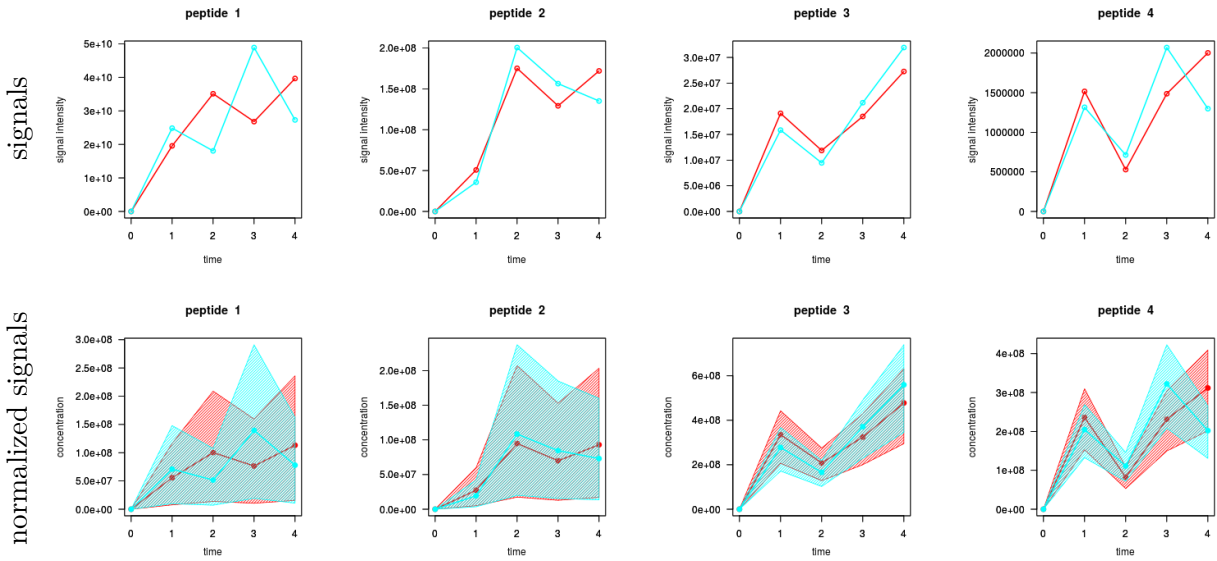 signals
peptide 1
signal intensity
5e+10
4e+10
3e+10
2e+10
1e+10
0e+00
0 1 2 3 4
time
peptide 2
signal intensity
2.0e+08
1.5e+08
1.0e+08
5.0e+07
0.0e+00
0 1 2 3 4
time
peptide 3
signal intensity
3.0e+07
2.5e+07
2.0e+07
1.5e+07
1.0e+07
5.0e+06
0.0e+00
0 1 2 3 4
time
peptide 4
signal intensity
2000000
1500000
1000000
500000
0
0 1 2 3 4
time
normalized signals
peptide 1
concentration
3.0e+08
2.5e+08
2.0e+08
1.5e+08
1.0e+08
5.0e+07
0.0e+00
0 1 2 3 4
time
peptide 2
concentration
2.0e+08
1.5e+08
1.0e+08
5.0e+07
0.0e+00
0 1 2 3 4
time
peptide 3
concentration
6e+08
4e+08
2e+08
0e+00
0 1 2 3 4
time
peptide 4
concentration
4e+08
3e+08
2e+08
1e+08
0e+00
0 1 2 3 4
time